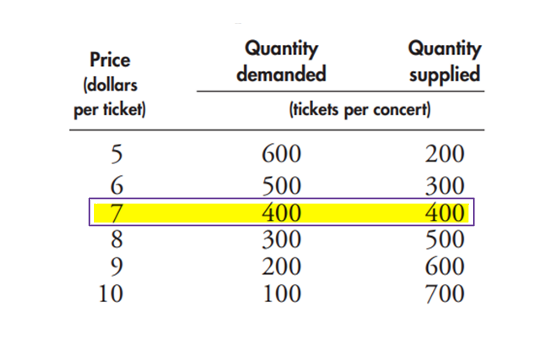 Price (dollars per ticket) Quantity demanded Quantity supplied
(tickets per concert)
5 600 200
6 500 300
7 400 400
8 300 500
9 200 600
10 100 700